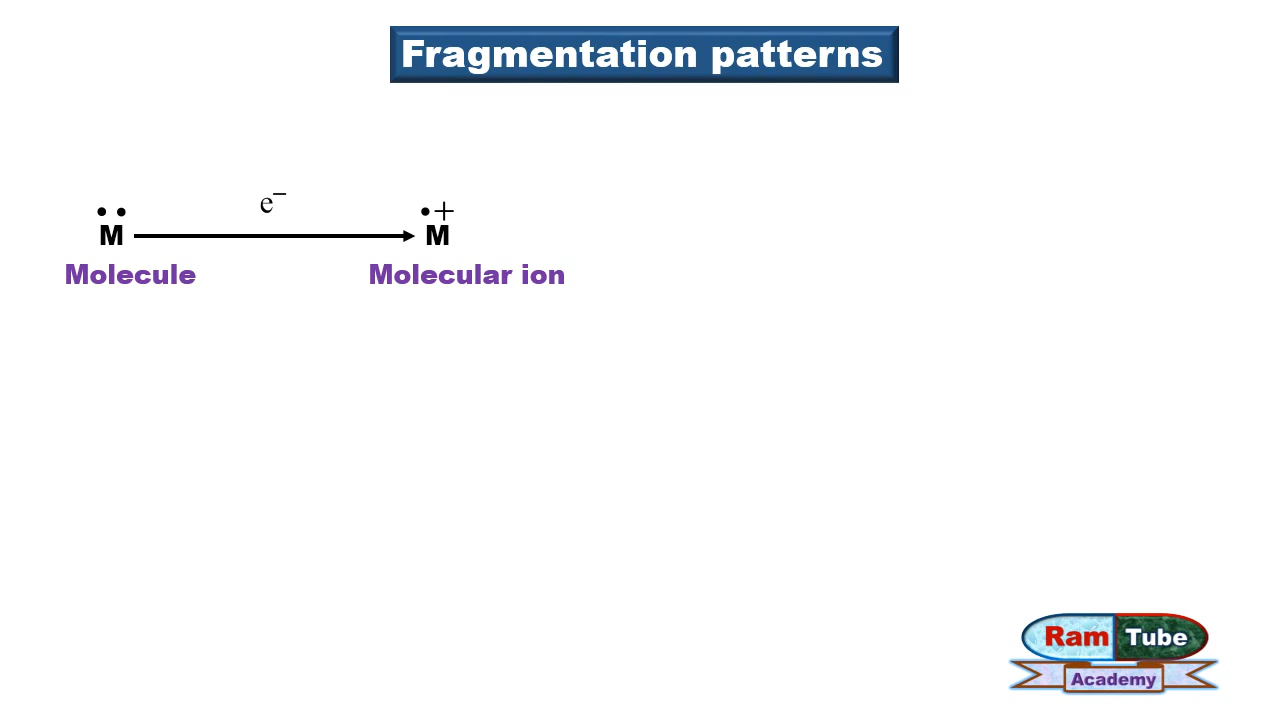 Fragmentation patterns
e⁻
M
•+
M
Molecule
Molecular ion
Ram Tube
Academy